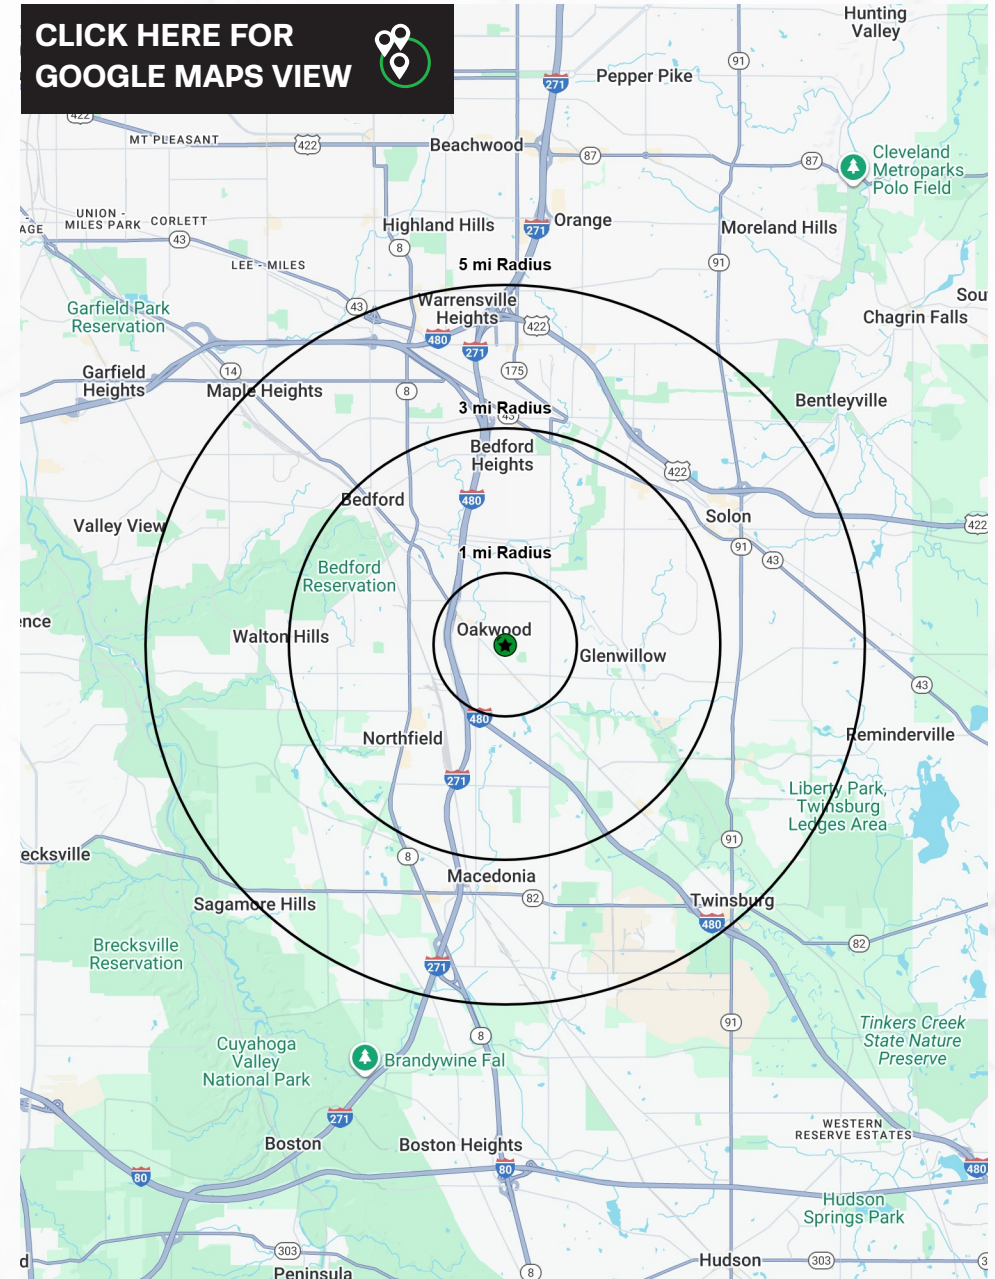 CLICK HERE FOR
GOOGLE MAPS VIEW
Hunting
Valley
91
271
Pepper Pike
422
MT PLEASANT
422
Beachwood
87
87
Cleveland
Metroparks
Polo Field
UNION -
MILES PARK
CORLETT
AGE
43
Highland Hills
Orange
271
Moreland Hills
8
LEE - MILES
91
5 mi Radius
Garfield Park
Reservation
43
Warrensville
Heights
Sou
Chagrin Falls
422
480
271
14
175
Garfield
Heights
Maple Heights
8
Bentleyville
3 mi Radius
43
Bedford
Heights
422
480
Bedford
Solon
Valley View
422
91
43
1 mi Radius
Bedford
Reservation
ence
Oakwood
Walton Hills
Glenwillow
43
480
Northfield
Reminderville
271
Liberty Park,
Twinsburg
Ledges Area
91
ecksville
8
Macedonia
82
Twinsburg
Sagamore Hills
480
82
Brecksville
Reservation
271
91
Tinkers Creek
State Nature
Preserve
8
Cuyahoga
Valley
National Park
Brandywine Fal
271
WESTERN
RESERVE ESTATES
Boston
Boston Heights
80
80
480
Hudson
Springs Park
303
d
Peninsula
Hudson
303
3
8